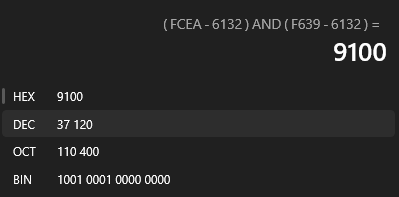 ( FCEA - 6132 ) AND ( F639 - 6132 ) =
9100
HEX 9100
DEC 37 120
OCT 110 400
BIN 1001 0001 0000 0000